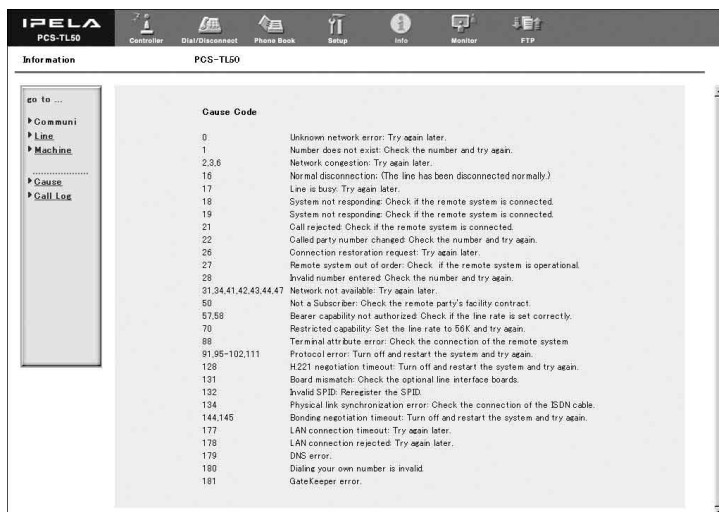 IPELA
PCS-TL50
Controller
Dial/Disconnect
Phone Book
Setup
Info
Monitor
FTP
Information
PCS-TL50
go to ...
Communi
Line
Machine
Cause
Call Log
Cause Code
0 Unknown network error: Try again later.
1 Number does not exist: Check the number and try again.
2,3,6 Network congestion: Try again later.
16 Normal disconnection: (The line has been disconnected normally.)
17 Line is busy: Try again later.
18 System not responding: Check if the remote system is connected.
19 System not responding: Check if the remote system is connected.
21 Call rejected: Check if the remote system is connected.
22 Called party number changed: Check the number and try again.
26 Connection restoration request: Try again later.
27 Remote system out of order: Check if the remote system is operational.
28 Invalid number entered: Check the number and try again.
31,34,41,42,43,44,47 Network not available: Try again later.
50 Not a Subscriber: Check the remote party's facility contract.
57,58 Bearer capability not authorized: Check if the line rate is set correctly.
70 Restricted capability: Set the line rate to 56K and try again.
88 Terminal attribute error: Check the connection of the remote system
91,95-102,111 Protocol error: Turn off and restart the system and try again.
128 H.221 negotiation timeout: Turn off and restart the system and try again.
131 Board mismatch: Check the optional line interface boards.
132 Invalid SPID: Reregister the SPID.
134 Physical link synchronization error: Check the connection of the ISDN cable.
144,145 Bonding negotiation timeout: Turn off and restart the system and try again.
177 LAN connection timeout: Try again later.
178 LAN connection rejected: Try again later.
179 DNS error.
180 Dialing your own number is invalid.
181 GateKeeper error.